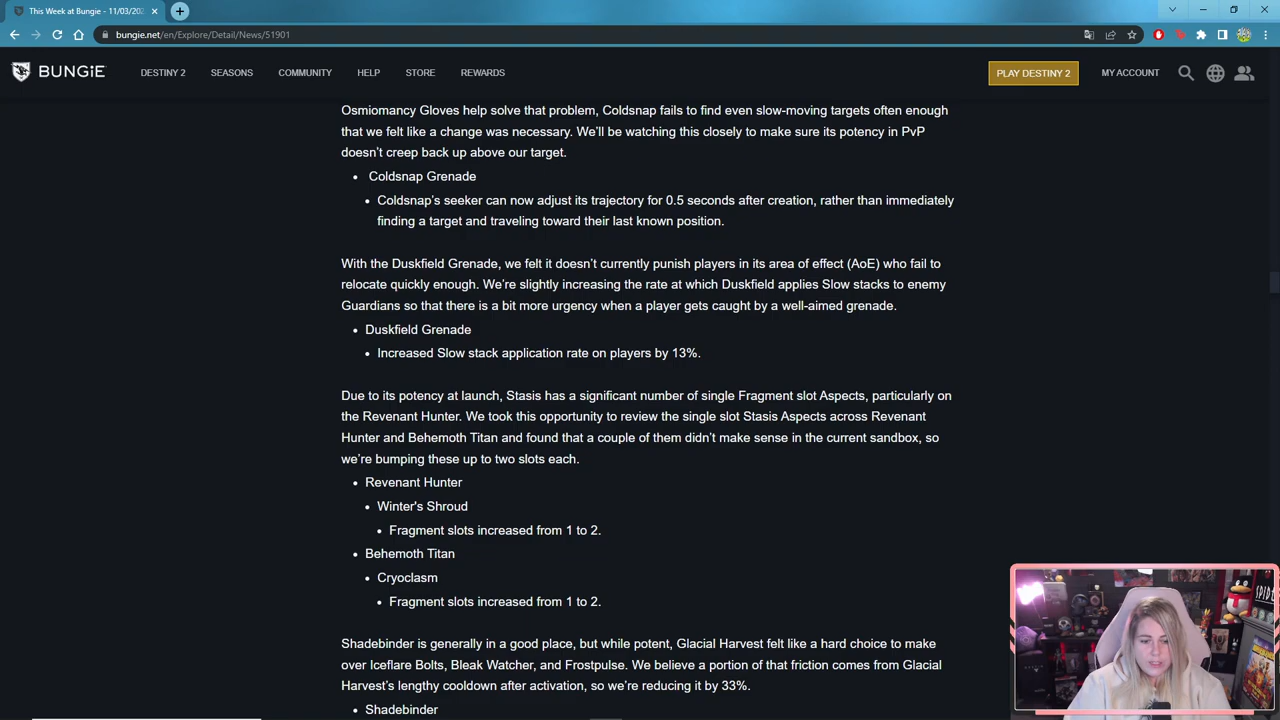 This Week at Bungie - 11/03/202
bungie.net/en/Explore/Detail/News/51901
BUNGiE
DESTINY 2
SEASONS
COMMUNITY
HELP
STORE
REWARDS
PLAY DESTINY 2
MY ACCOUNT
Osmiomancy Gloves help solve that problem, Coldsnap fails to find even slow-moving targets often enough
that we felt like a change was necessary. We’ll be watching this closely to make sure its potency in PvP
doesn’t creep back up above our target.
• Coldsnap Grenade
• Coldsnap’s seeker can now adjust its trajectory for 0.5 seconds after creation, rather than immediately
finding a target and traveling toward their last known position.
With the Duskfield Grenade, we felt it doesn’t currently punish players in its area of effect (AoE) who fail to
relocate quickly enough. We’re slightly increasing the rate at which Duskfield applies Slow stacks to enemy
Guardians so that there is a bit more urgency when a player gets caught by a well-aimed grenade.
• Duskfield Grenade
• Increased Slow stack application rate on players by 13%.
Due to its potency at launch, Stasis has a significant number of single Fragment slot Aspects, particularly on
the Revenant Hunter. We took this opportunity to review the single slot Stasis Aspects across Revenant
Hunter and Behemoth Titan and found that a couple of them didn’t make sense in the current sandbox, so
we’re bumping these up to two slots each.
• Revenant Hunter
• Winter's Shroud
• Fragment slots increased from 1 to 2.
• Behemoth Titan
• Cryoclasm
• Fragment slots increased from 1 to 2.
Shadebinder is generally in a good place, but while potent, Glacial Harvest felt like a hard choice to make
over Iceflare Bolts, Bleak Watcher, and Frostpulse. We believe a portion of that friction comes from Glacial
Harvest’s lengthy cooldown after activation, so we’re reducing it by 33%.
• Shadebinder